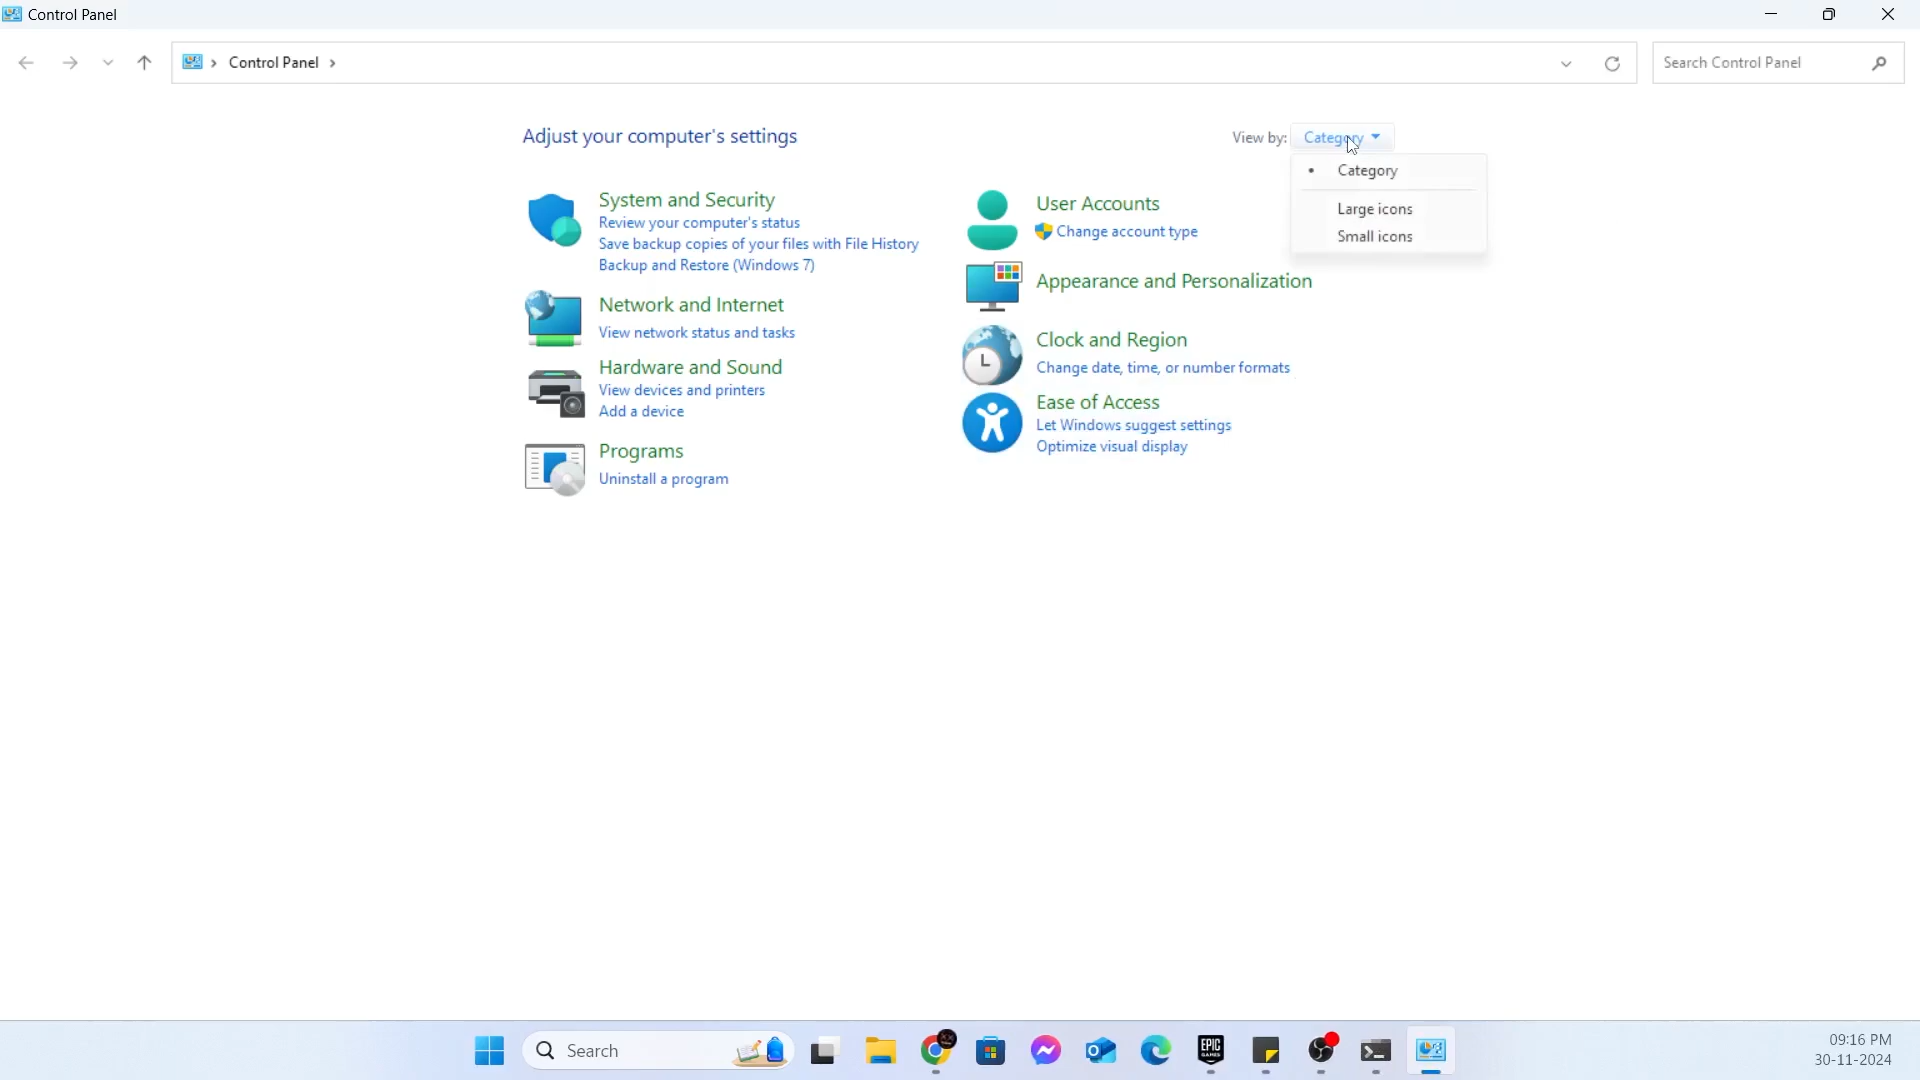 Control Panel
Control Panel
Search Control Panel
Adjust your computer's settings
View by: Category
Category
Large icons
Small icons
System and Security
Review your computer's status
Save backup copies of your files with File History
Backup and Restore (Windows 7)
Network and Internet
View network status and tasks
Hardware and Sound
View devices and printers
Add a device
Programs
Uninstall a program
User Accounts
Change account type
Appearance and Personalization
Clock and Region
Change date, time, or number formats
Ease of Access
Let Windows suggest settings
Optimize visual display
Search
EPIC
GAMES
09:16 PM
30-11-2024